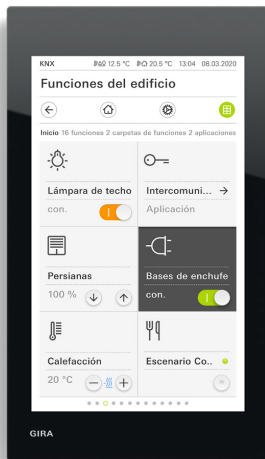 KNX 12.5 °C 20.5 °C 13:04 08.03.2020
Funciones del
edificio
Inicio 16 funciones 2 carpetas de funciones 2 aplicaciones
Lámpara de techo
con.
Intercomuni...
Aplicación
Persianas
100 %
Bases de enchufe
con.
Calefacción
20 °C
Escenario Co..
GIRA